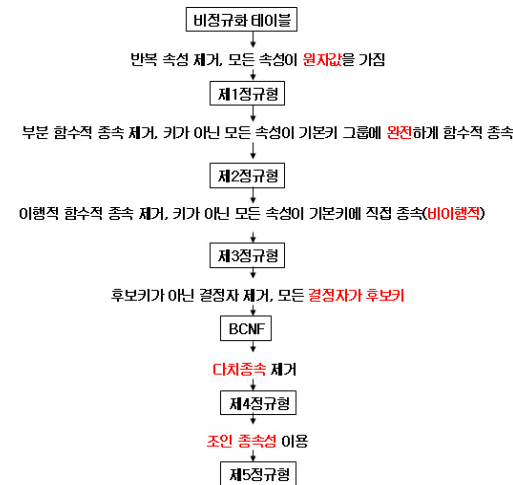 비정규화 테이블
반복 속성 제거, 모든 속성이 원자값을 가짐
제1정규형
부분 함수적 종속 제거, 키가 아닌 모든 속성이 기본키 그룹에 완전하게 함수적 종속
제2정규형
이행적 함수적 종속 제거, 키가 아닌 모든 속성이 기본키에 직접 종속(비이행적)
제3정규형
후보키가 아닌 결정자 제거, 모든 결정자가 후보키
BCNF
다치종속 제거
제4정규형
조인 종속성 이용
제5정규형